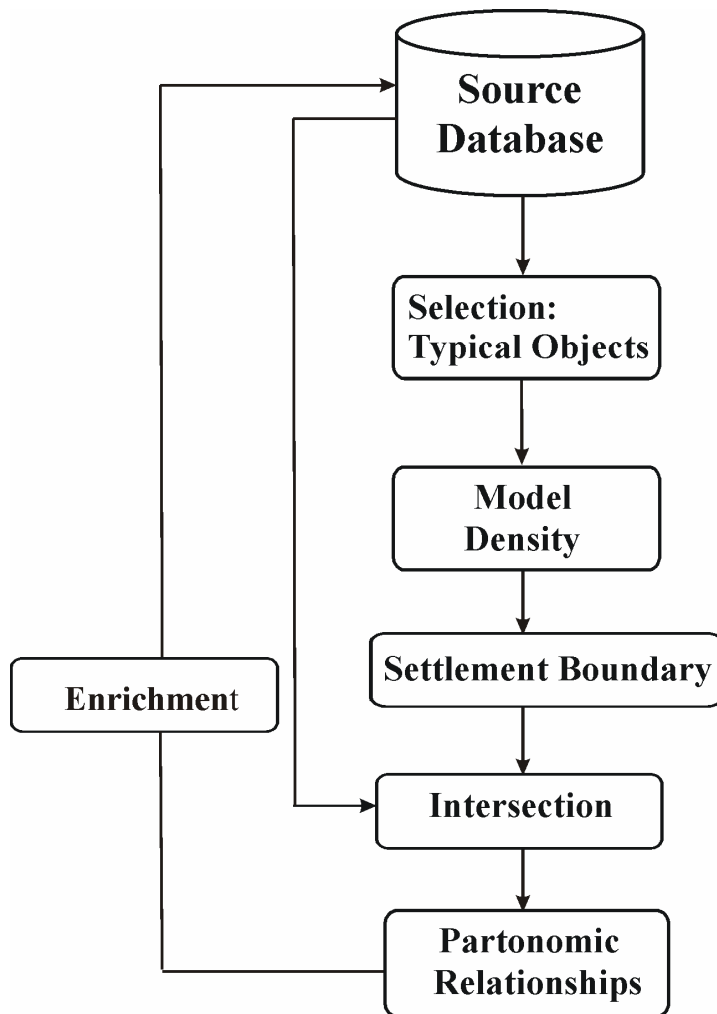 Source
Database
Selection:
Typical Objects
Model
Density
Settlement Boundary
Enrichment
Intersection
Partonomic
Relationships